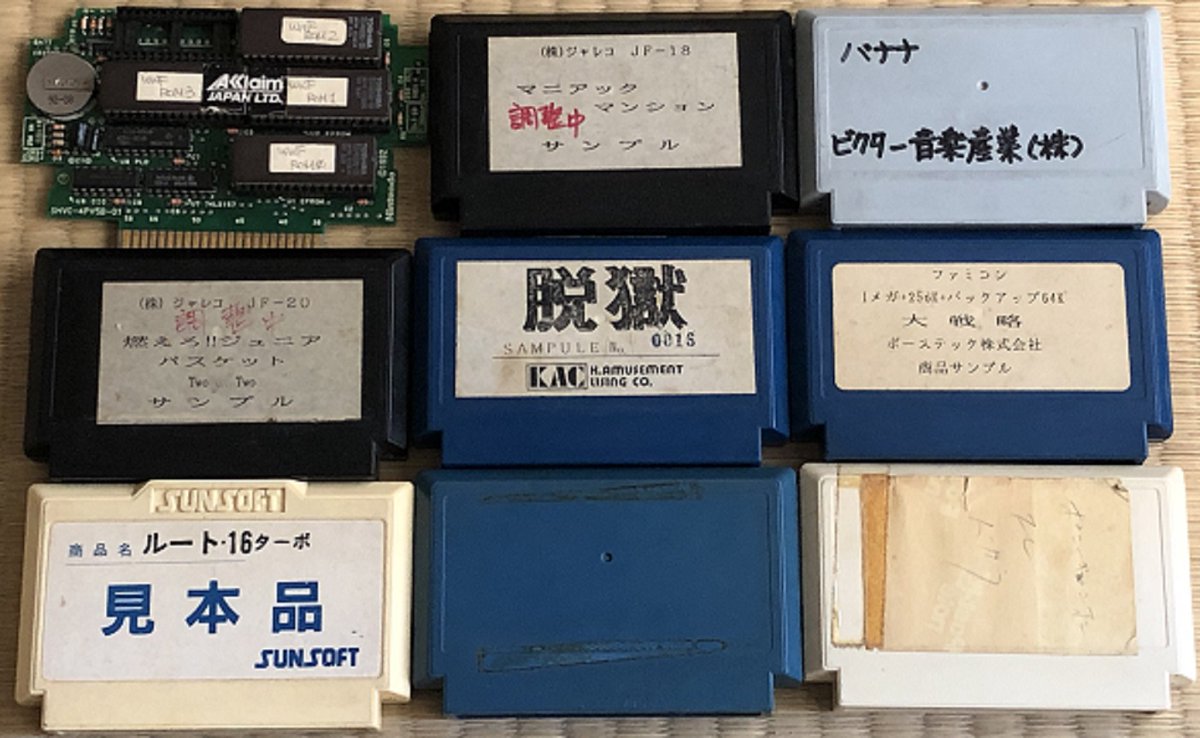 WWF
ROM2
WWF
ROM3
AKclaim
JAPAN LTD.
WWF
ROM1
WWF
SHVC-4PV5B-01
Nintendo
(株)ジャレコ JF-18
マニアック
調整中 マンション
サンプル
バナナ
ビクター音楽産業(株)
(株)ジャレコ JF-20
調整中
燃えろ!!ジュニア
バスケット
Two Two
サンプル
脱獄
SAMPULE No. 0016
KAC H.AMUSEMENT
LISING CO.
ファミコン
1メガ+256K+バックアップ64K
大戦略
ボーステック株式会社
商品サンプル
SUNSOFT
商品名 ルート・16ターボ
見本品
SUNSOFT